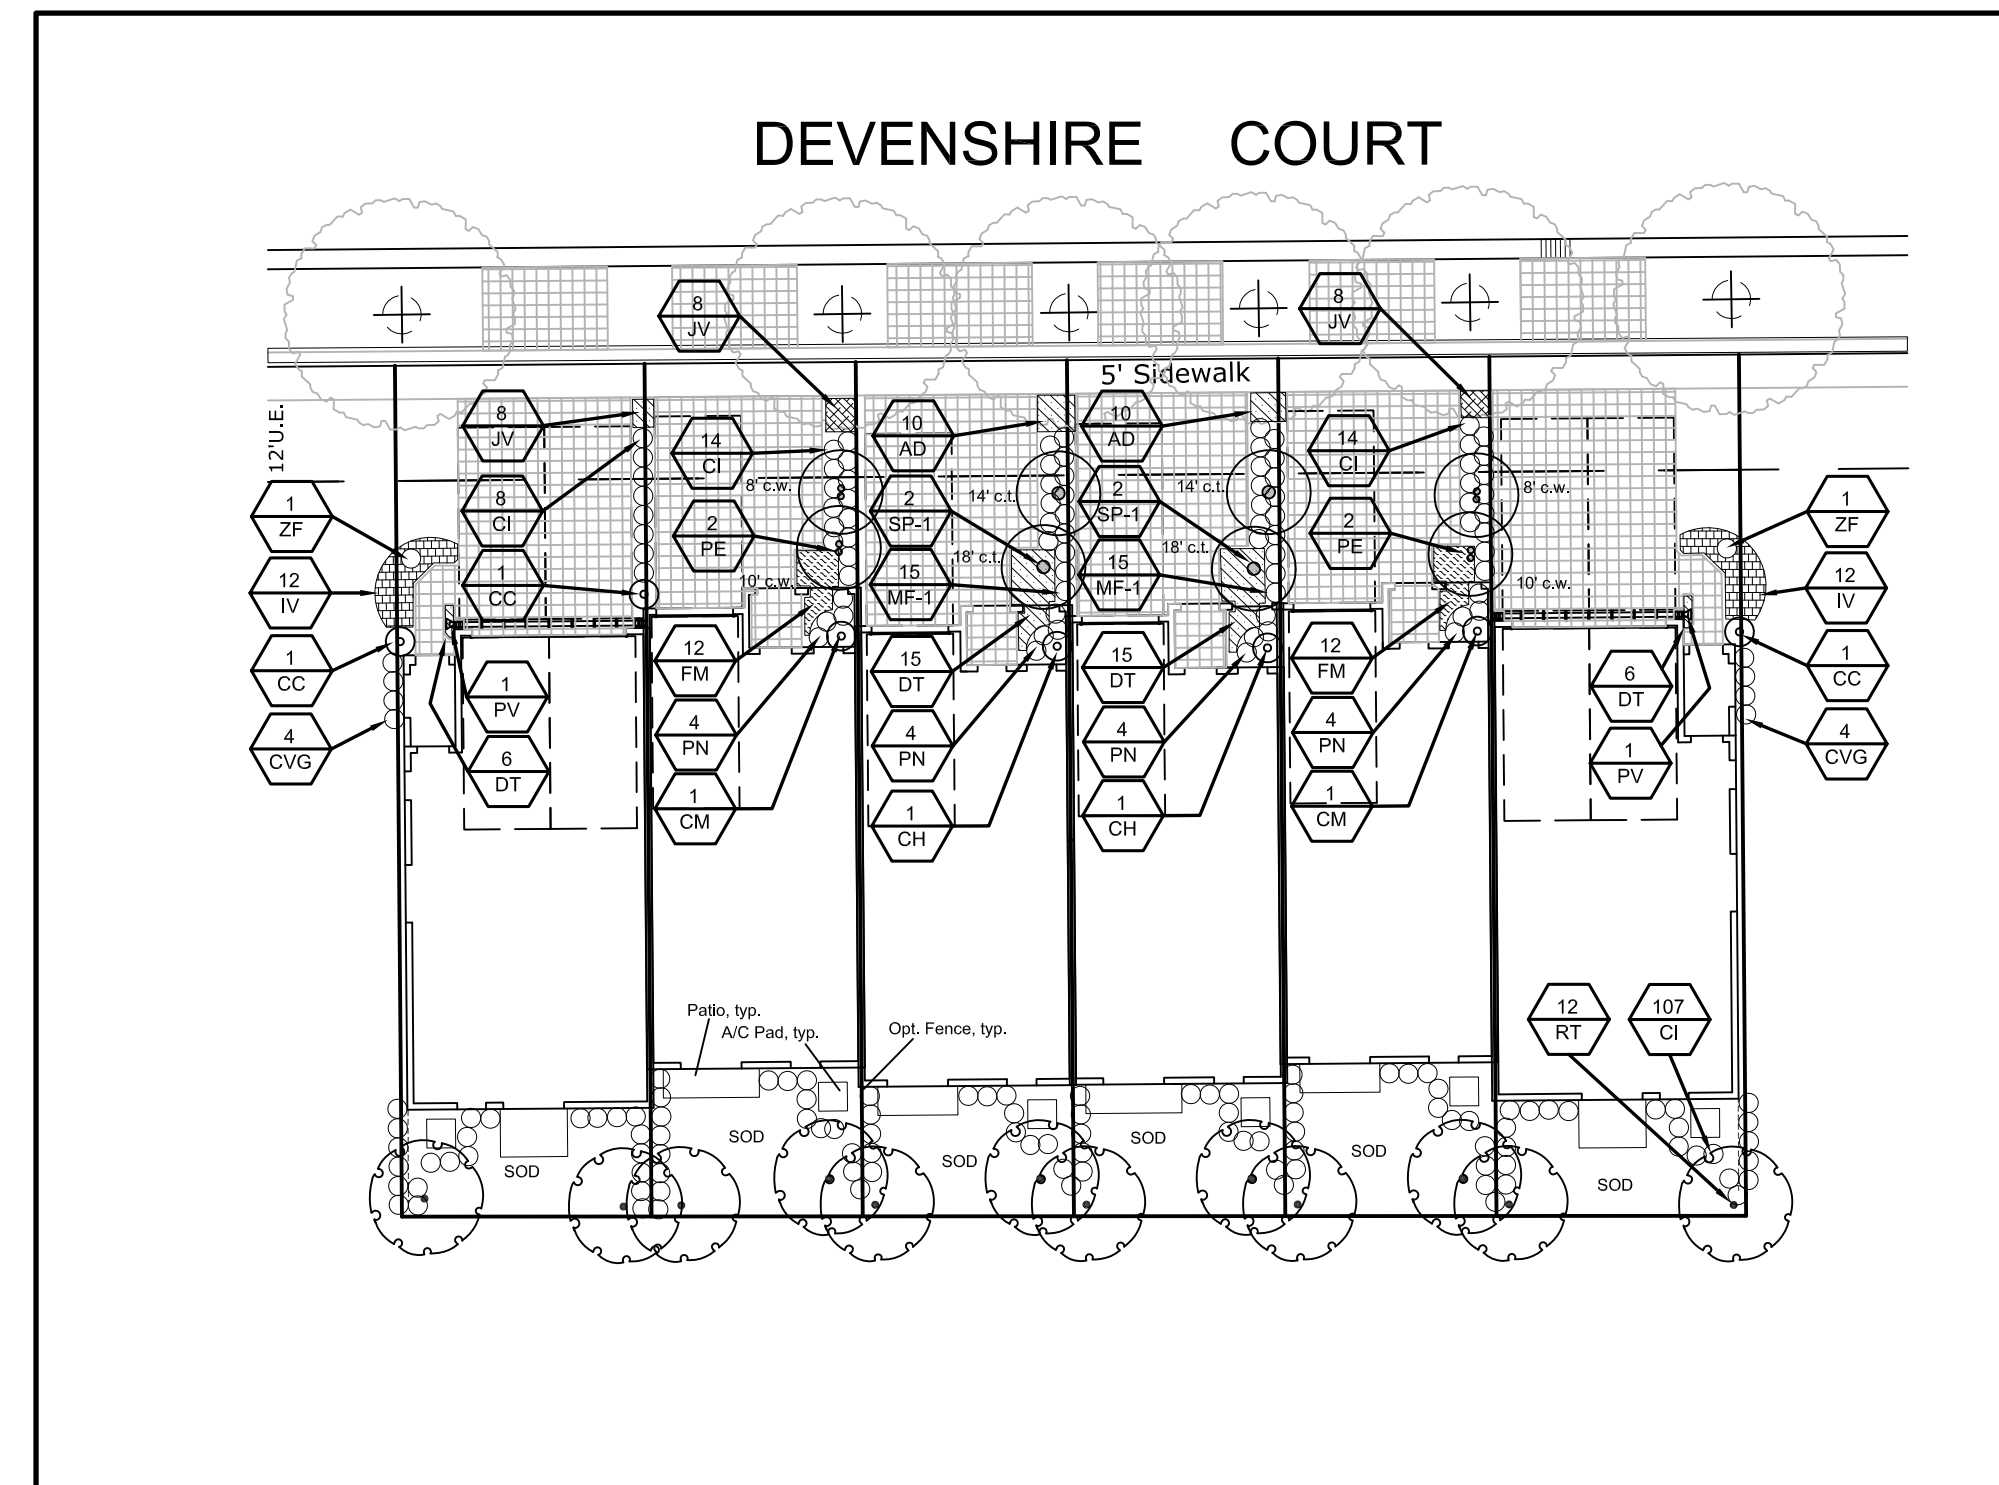 DEVENSHIRE COURT
8
JV
8
JV
5' Sidewalk
12'U.E.
8
JV
14
CI
10
AD
10
AD
14
CI
8' c.w.
14' c.t.
14' c.t.
8' c.w.
1
ZF
8
CI
2
PE
2
SP-1
2
SP-1
2
PE
1
ZF
18' c.t.
18' c.t.
12
IV
1
CC
10' c.w.
15
MF-1
15
MF-1
10' c.w.
12
IV
1
CC
1
PV
12
FM
15
DT
15
DT
12
FM
6
DT
1
CC
4
CVG
6
DT
4
PN
4
PN
4
PN
4
PN
1
PV
4
CVG
1
CM
1
CH
1
CH
1
CM
Patio, typ.
A/C Pad, typ.
Opt. Fence, typ.
12
RT
107
CI
SOD
SOD
SOD
SOD
SOD
SOD